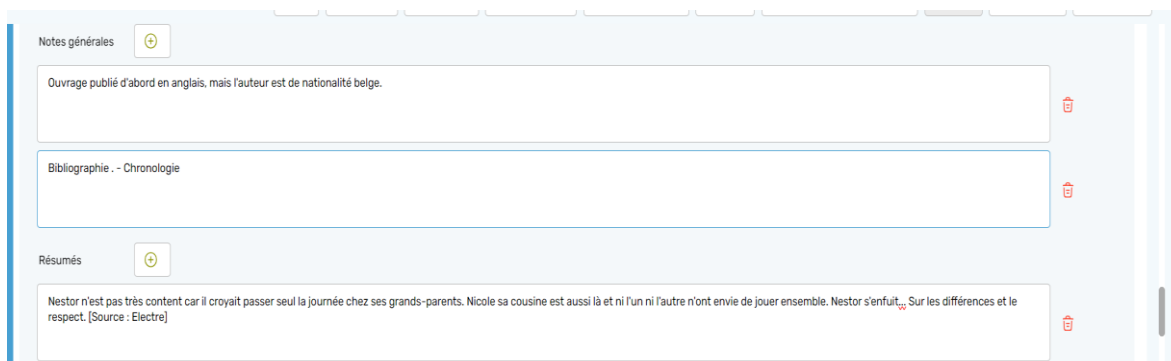 Notes générales
Ouvrage publié d'abord en anglais, mais l'auteur est de nationalité belge.
Bibliographie . - Chronologie
Résumés
Nestor n'est pas très content car il croyait passer seul la journée chez ses grands-parents. Nicole sa cousine est aussi là et ni l'un ni l'autre n'ont envie de jouer ensemble. Nestor s'enfuit... Sur les différences et le
respect. [Source : Electre]